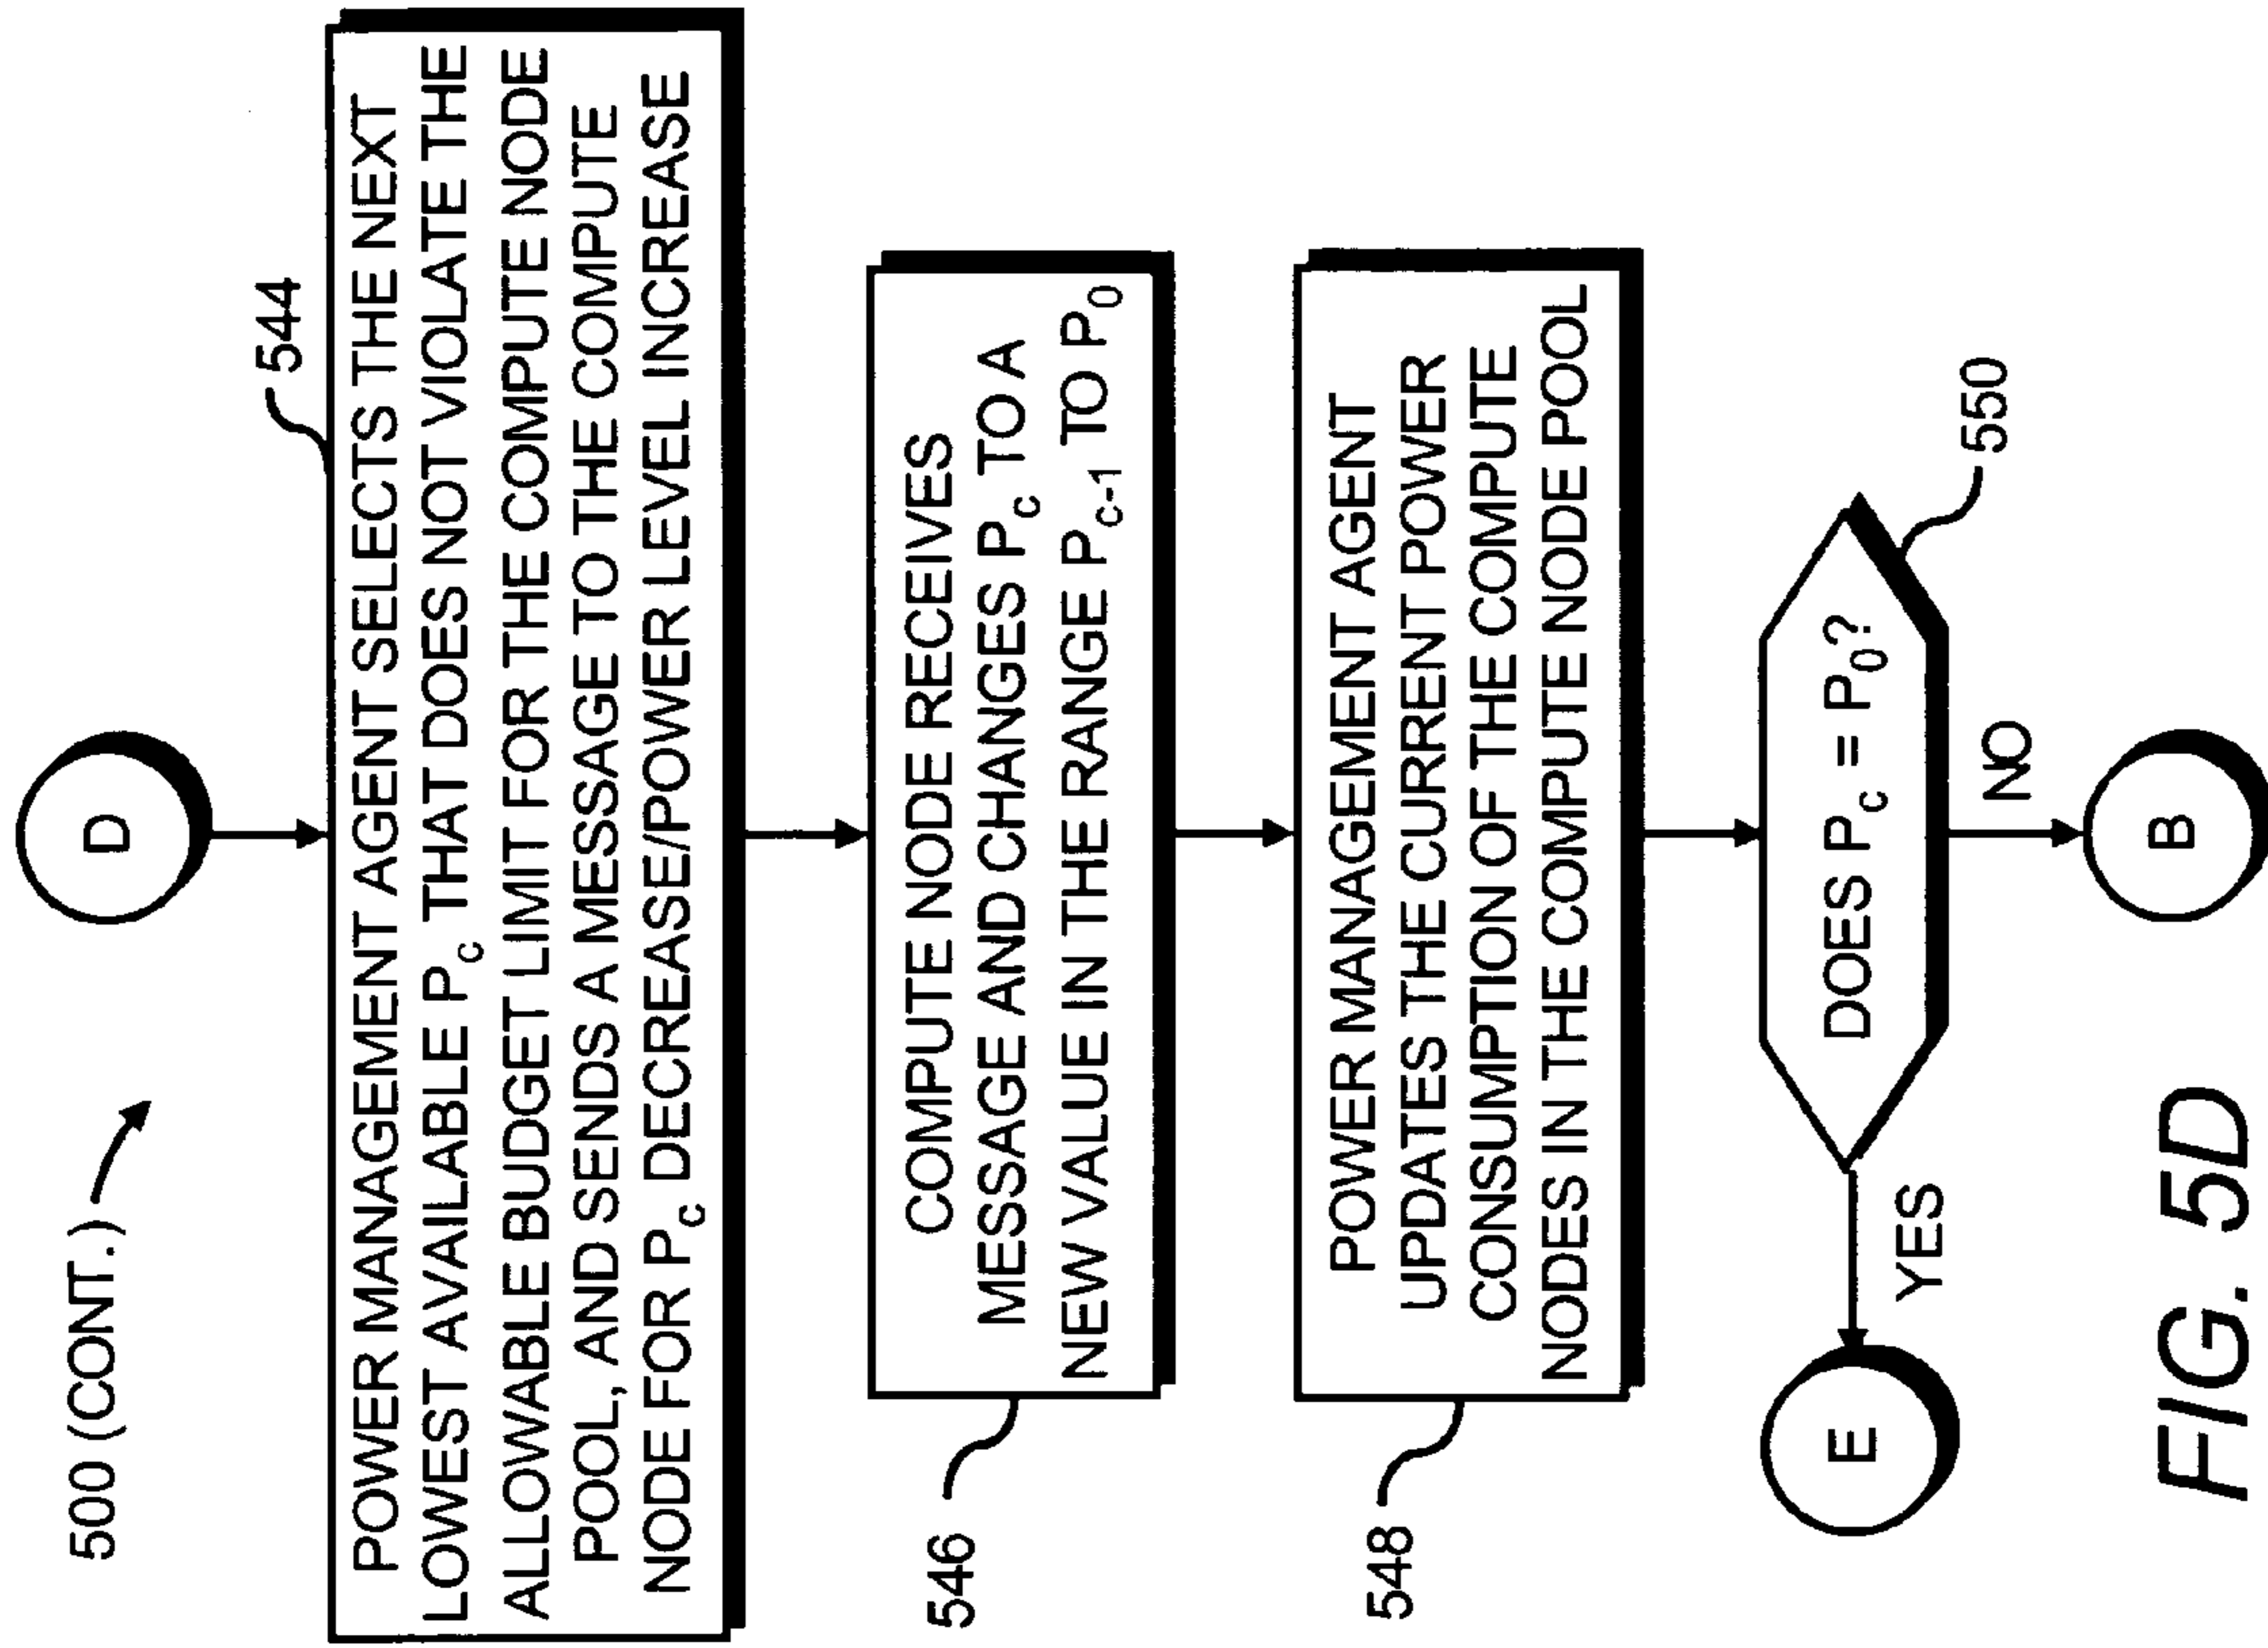 500 (CONT.)
D
544
POWER MANAGEMENT AGENT SELECTS THE NEXT
LOWEST AVAILABLE Pc THAT DOES NOT VIOLATE THE
ALLOWABLE BUDGET LIMIT FOR THE COMPUTE NODE
POOL, AND SENDS A MESSAGE TO THE COMPUTE
NODE FOR Pc DECREASE/POWER LEVEL INCREASE
546
COMPUTE NODE RECEIVES
MESSAGE AND CHANGES Pc TO A
NEW VALUE IN THE RANGE Pc-1 TO P0
548
POWER MANAGEMENT AGENT
UPDATES THE CURRENT POWER
CONSUMPTION OF THE COMPUTE
NODES IN THE COMPUTE NODE POOL
550
DOES Pc = P0?
YES
E
NO
B
FIG. 5D